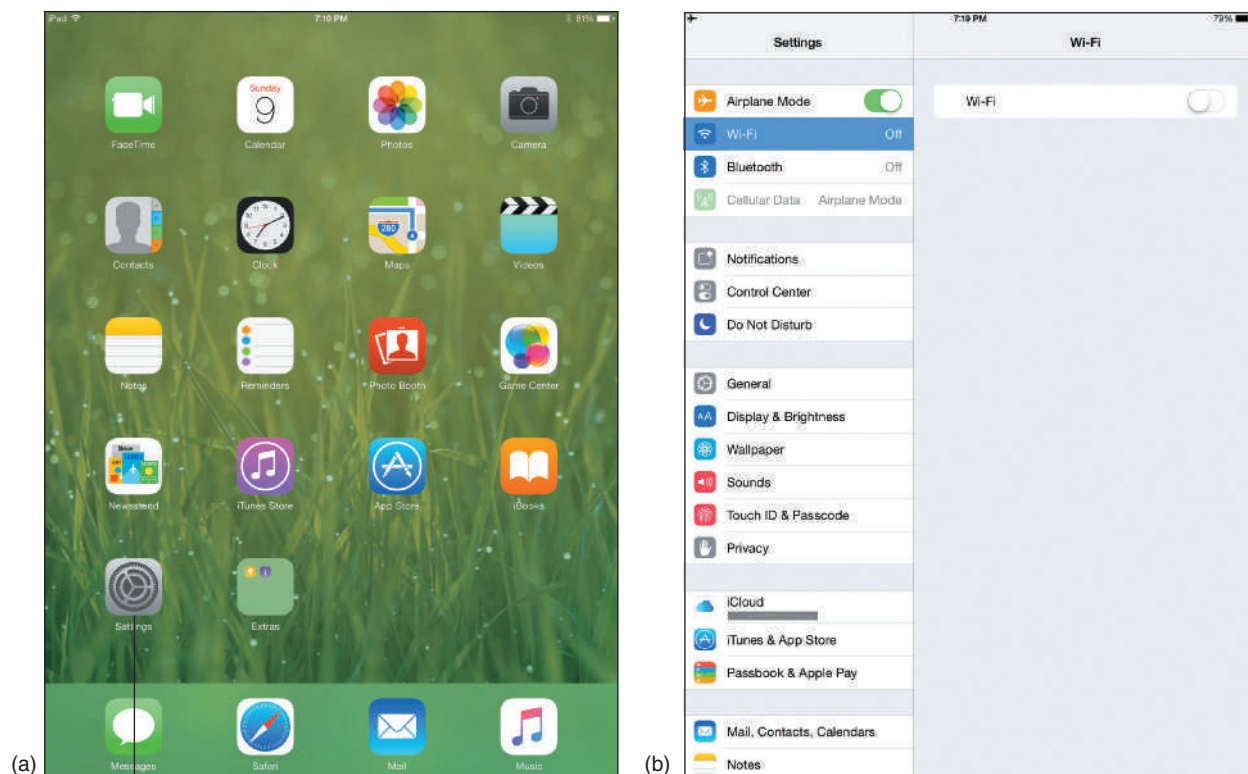 iPad 7:10 PM 81%
FaceTime
Sunday
9
Calendar
Photos
Camera
Contacts
Clock
280
Maps
Videos
Notes
Reminders
Photo Booth
Game Center
Newsstand
iTunes Store
App Store
iBooks
Settings
Extras
Messages
Safari
Mail
Music
(a)
7:19 PM 79%
Settings
Wi-Fi
Airplane Mode
Wi-Fi Off
Bluetooth Off
Cellular Data Airplane Mode
Notifications
Control Center
Do Not Disturb
General
AA Display & Brightness
Wallpaper
Sounds
Touch ID & Passcode
Privacy
iCloud
iTunes & App Store
Passbook & Apple Pay
Mail, Contacts, Calendars
Notes
Wi-Fi
(b)